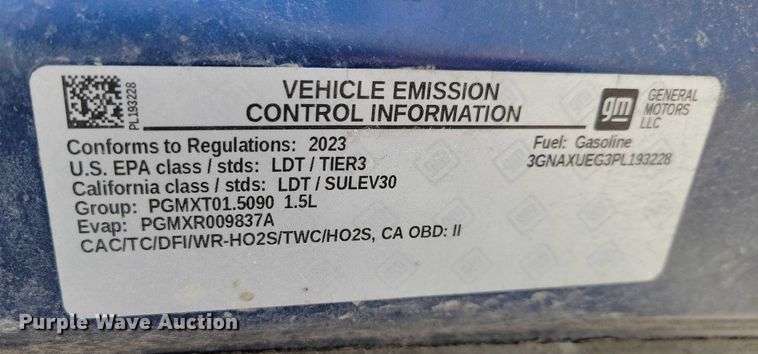 PL193228
VEHICLE EMISSION
CONTROL INFORMATION
gm
GENERAL
MOTORS
LLC
Conforms to Regulations: 2023
Fuel: Gasoline
U.S. EPA class / stds: LDT / TIER3
3GNAXUEG3PL193228
California class / stds: LDT / SULEV30
Group: PGMXT01.5090 1.5L
Evap: PGMXR009837A
CAC/TC/DFI/WR-HO2S/TWC/HO2S, CA OBD: II
Purple Wave Auction